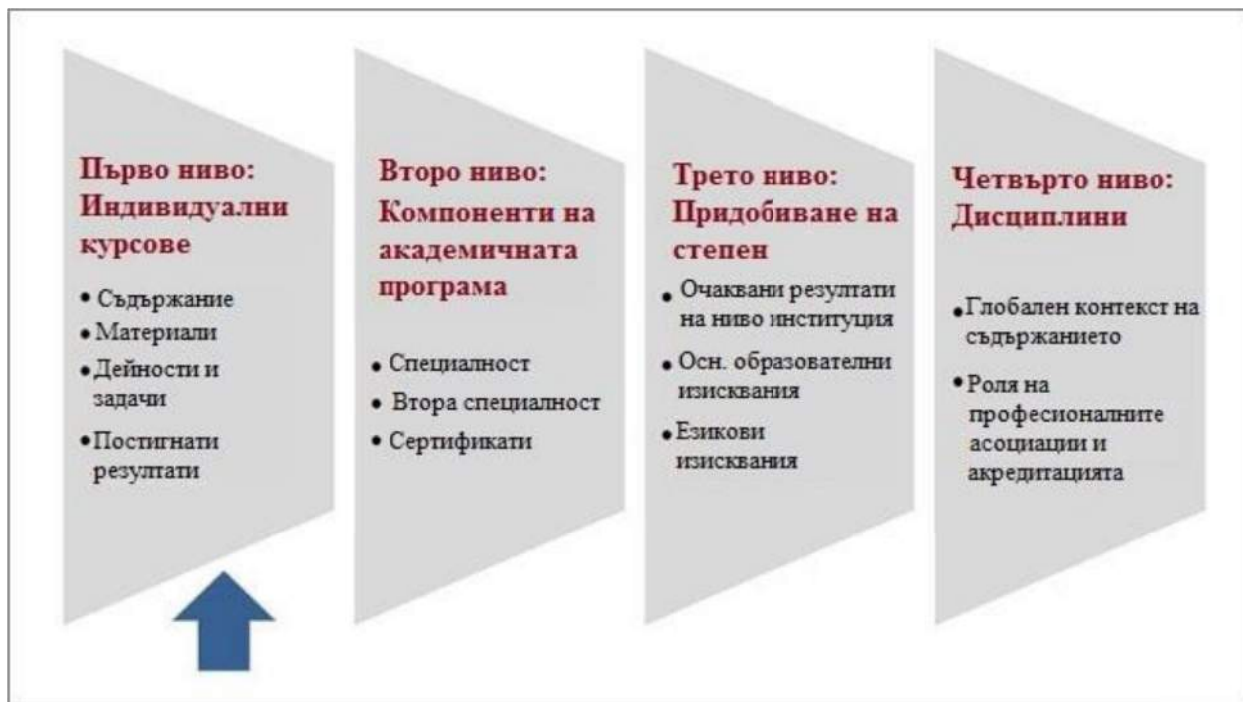 Първо ниво:
Индивидуални
курсове
• Съдържание
• Материали
• Дейности и
задачи
• Постигнати
резултати
Второ ниво:
Компоненти на
академичната
програма
• Специалност
• Втора специалност
• Сертификати
Трето ниво:
Придобиване на
степен
• Очаквани резултати
на ниво институция
• Осн. образователни
изисквания
• Езикови
изисквания
Четвърто ниво:
Дисциплини
• Глобален контекст на
съдържанието
• Роля на
професионалните
асоциации и
акредитацията